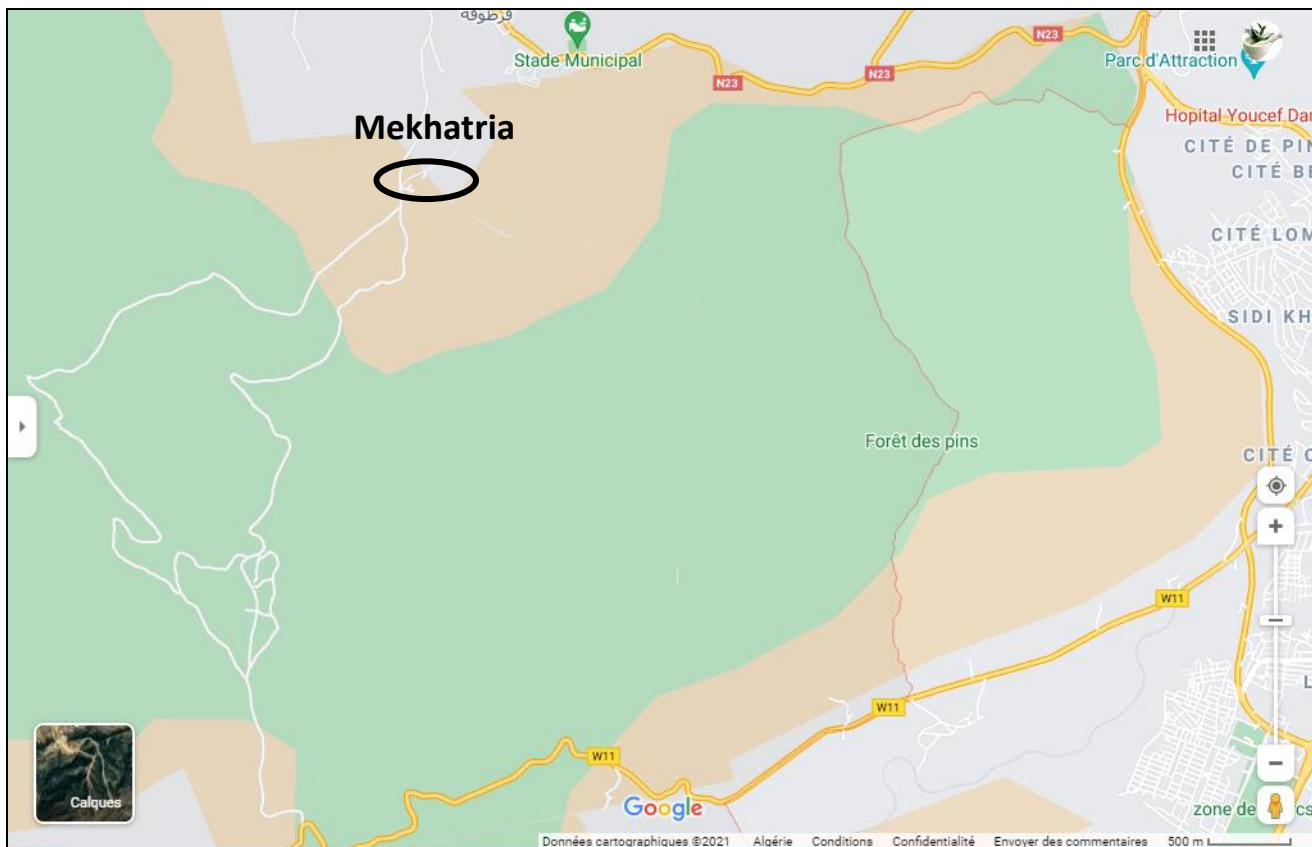 قرطوفة
Stade Municipal
N23
N23
N23
Parc d'Attraction
Hopital Youcef Dam
CITÉ DE PIN
CITÉ BE
Mekhatria
CITÉ LOM
SIDI KH
Forêt des pins
CITÉ C
W11
W11
W11
L
Calques
Google
zone de
rcs
Données cartographiques ©2021 Algérie Conditions Confidentialité Envoyer des commentaires 500 m